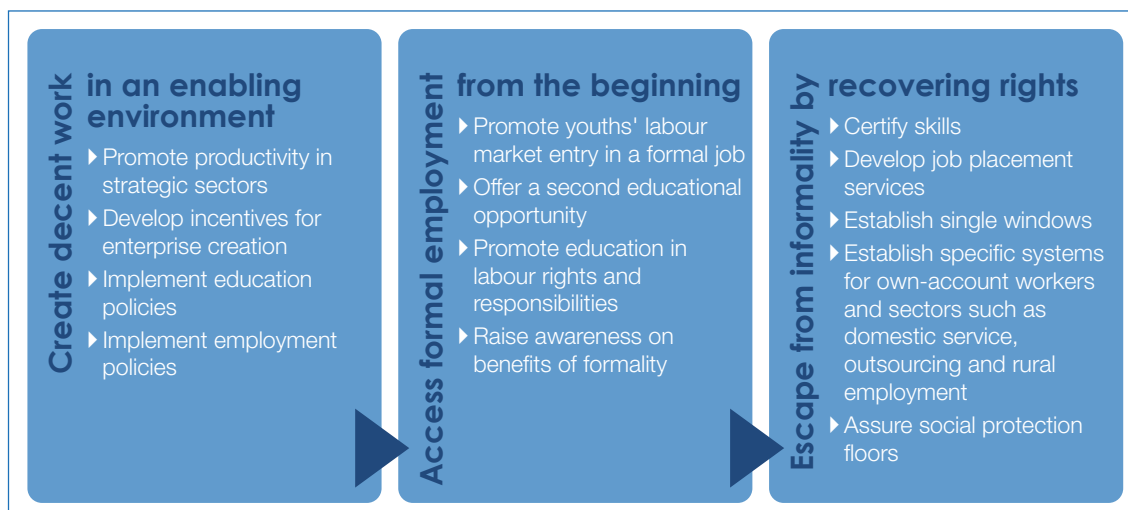 Create decent work
in an enabling
environment
Promote productivity in
strategic sectors
Develop incentives for
enterprise creation
Implement education
policies
Implement employment
policies
Access formal employment
from the beginning
Promote youths' labour
market entry in a formal job
Offer a second educational
opportunity
Promote education in
labour rights and
responsibilities
Raise awareness on
benefits of formality
Escape from informality by
recovering rights
Certify skills
Develop job placement
services
Establish single windows
Establish specific systems
for own-account workers
and sectors such as
domestic service,
outsourcing and rural
employment
Assure social protection
floors